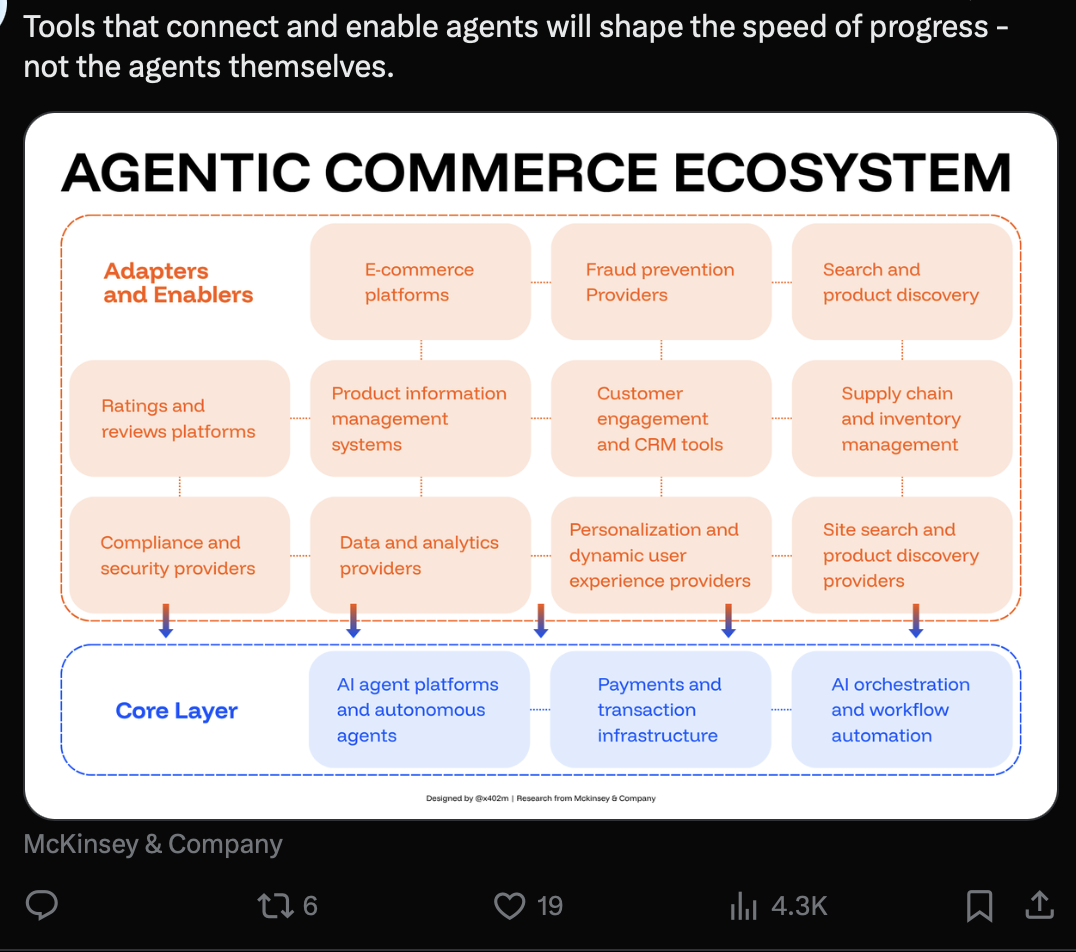 Tools that connect and enable agents will shape the speed of progress -
not the agents themselves.
AGENTIC COMMERCE ECOSYSTEM
Adapters
and Enablers
E-commerce
platforms
Fraud prevention
Providers
Search and
product discovery
Ratings and
reviews platforms
Product information
management
systems
Customer
engagement
and CRM tools
Supply chain
and inventory
management
Compliance and
security providers
Data and analytics
providers
Personalization and
dynamic user
experience providers
Site search and
product discovery
providers
Core Layer
AI agent platforms
and autonomous
agents
Payments and
transaction
infrastructure
AI orchestration
and workflow
automation
Designed by @x402m | Research from Mckinsey & Company
McKinsey & Company
6
19
4.3K